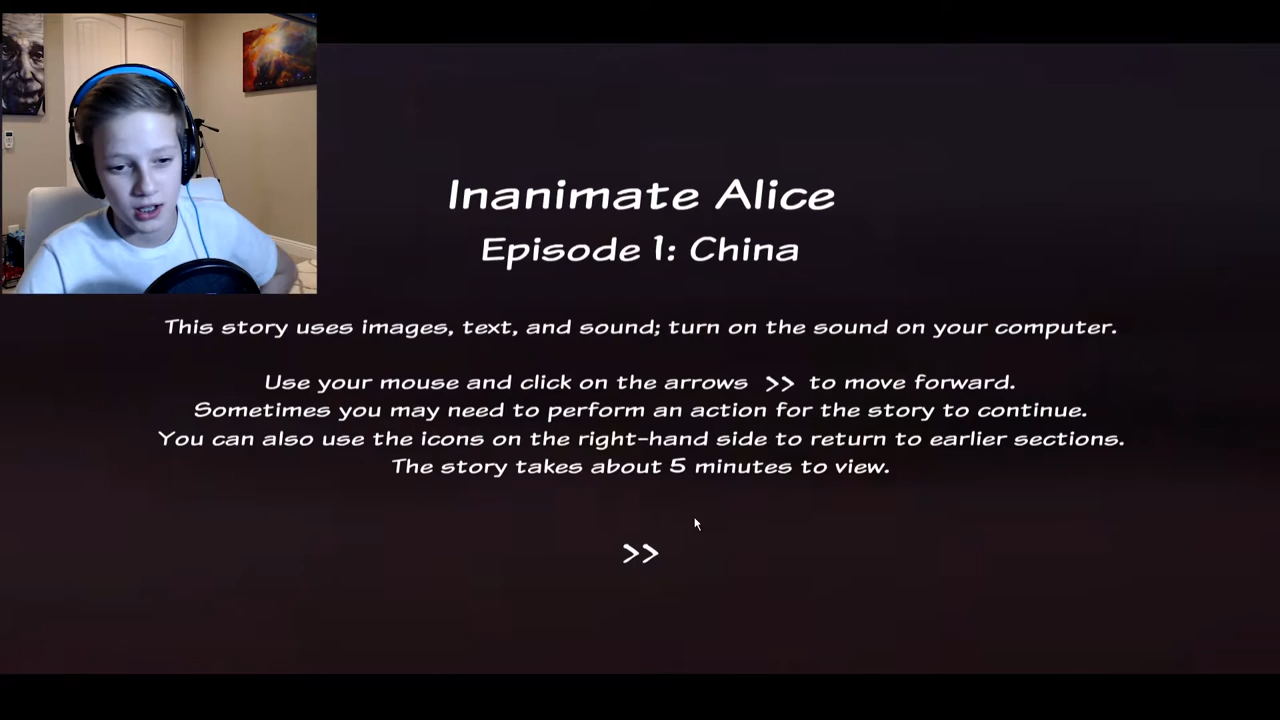 Inanimate Alice
Episode 1: China
This story uses images, text, and sound; turn on the sound on your computer.
Use your mouse and click on the arrows >> to move forward.
Sometimes you may need to perform an action for the story to continue.
You can also use the icons on the right-hand side to return to earlier sections.
The story takes about 5 minutes to view.
>>